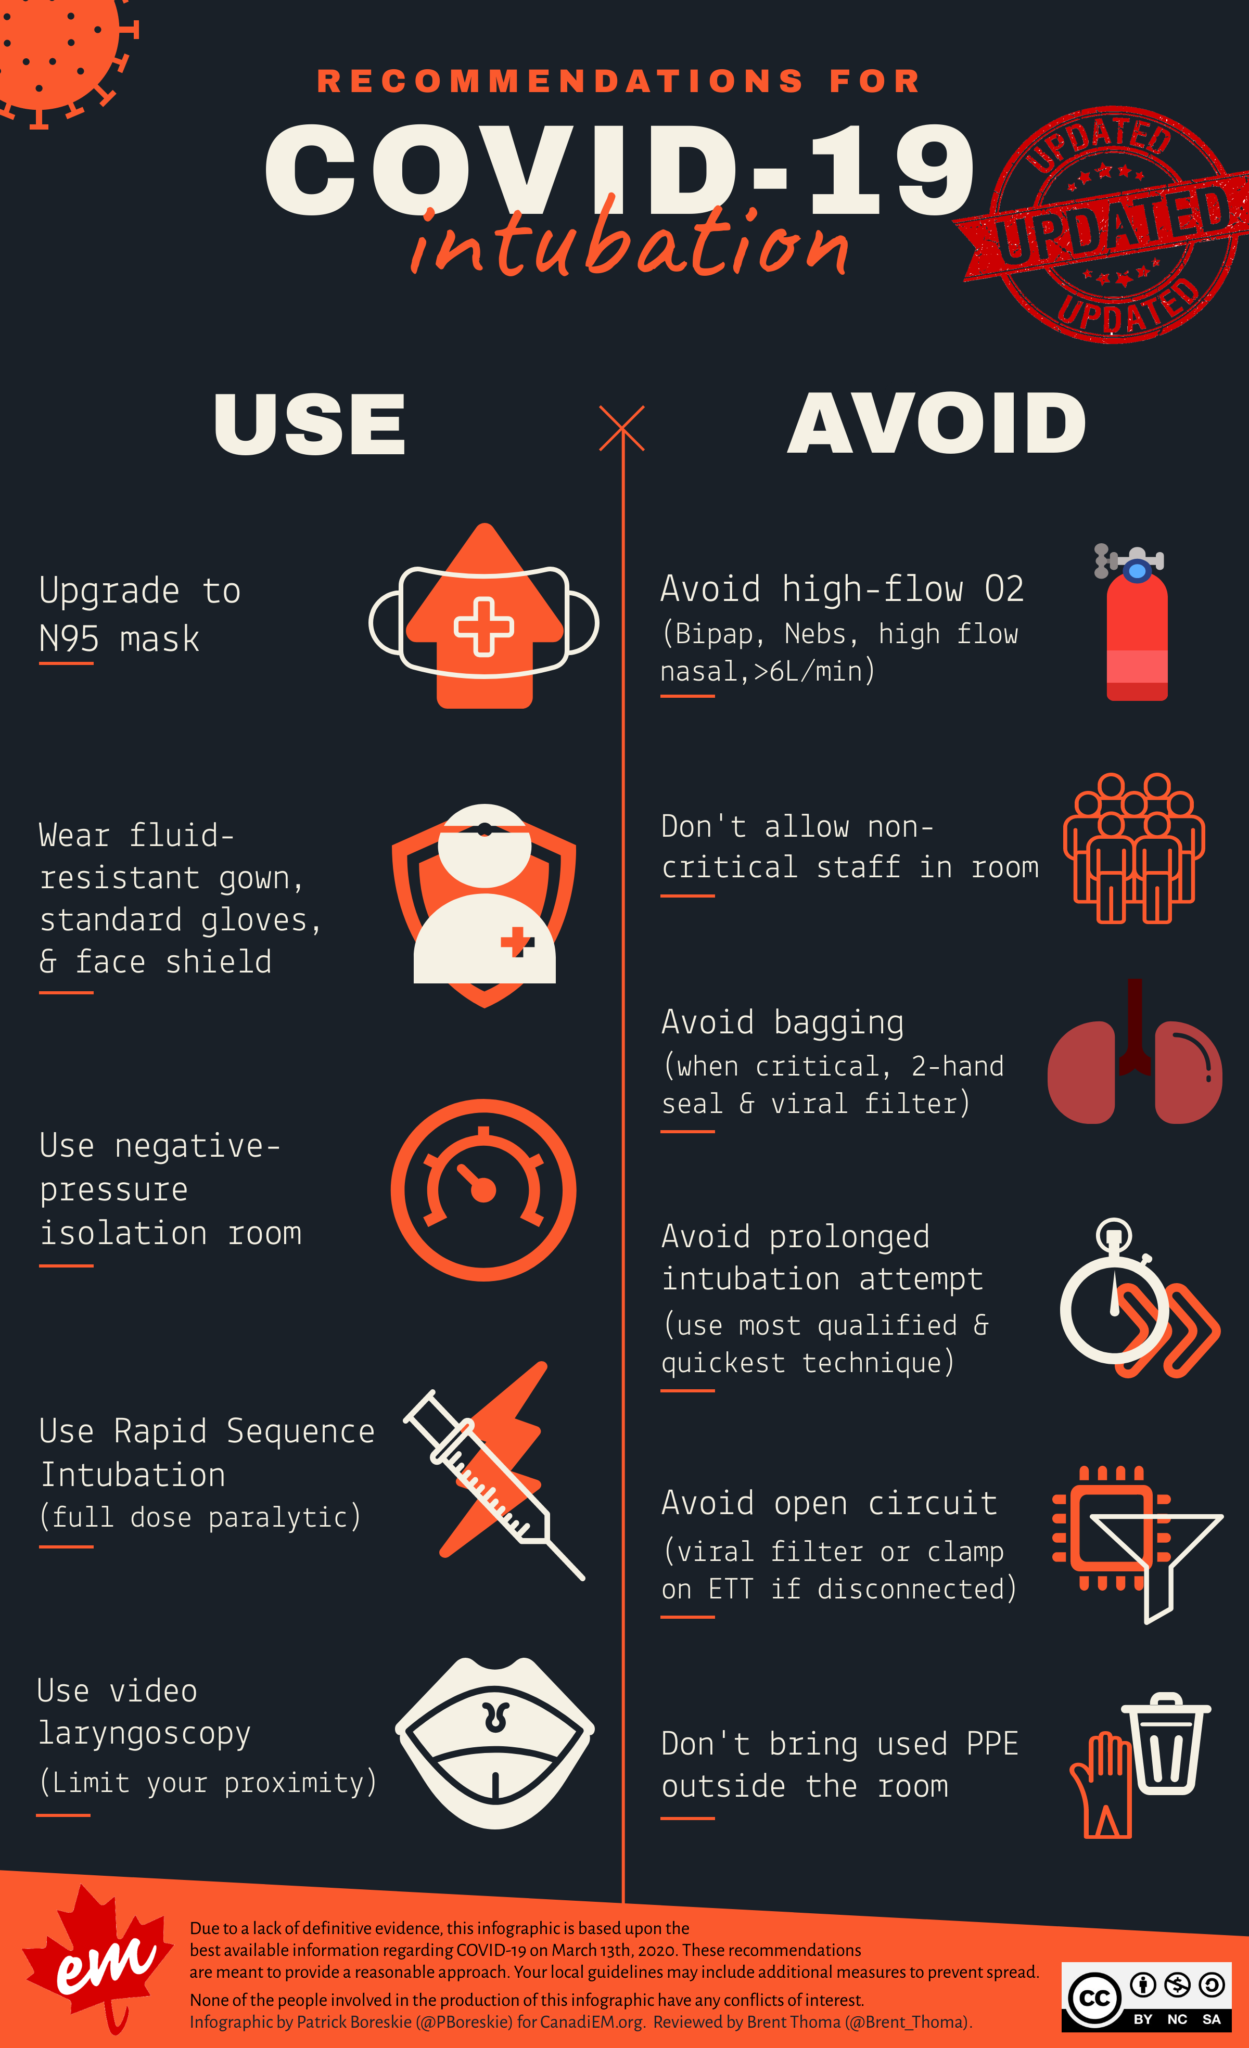 RECOMMENDATIONS FOR
COVID-19
intubation
UPDATED
UPDATED
UPDATED
USE
AVOID
Upgrade to
N95 mask
Wear fluid-
resistant gown,
standard gloves,
& face shield
Use negative-
pressure
isolation room
Use Rapid Sequence
Intubation
(full dose paralytic)
Use video
laryngoscopy
(Limit your proximity)
Avoid high-flow O2
(Bipap, Nebs, high flow
nasal,>6L/min)
Don't allow non-
critical staff in room
Avoid bagging
(when critical, 2-hand
seal & viral filter)
Avoid prolonged
intubation attempt
(use most qualified &
quickest technique)
Avoid open circuit
(viral filter or clamp
on ETT if disconnected)
Don't bring used PPE
outside the room
em
Due to a lack of definitive evidence, this infographic is based upon the
best available information regarding COVID-19 on March 13th, 2020. These recommendations
are meant to provide a reasonable approach. Your local guidelines may include additional measures to prevent spread.
None of the people involved in the production of this infographic have any conflicts of interest.
Infographic by Patrick Boreskie (@PBoreskie) for CanadiEM.org. Reviewed by Brent Thoma (@Brent_Thoma).
cc
BY NC SA